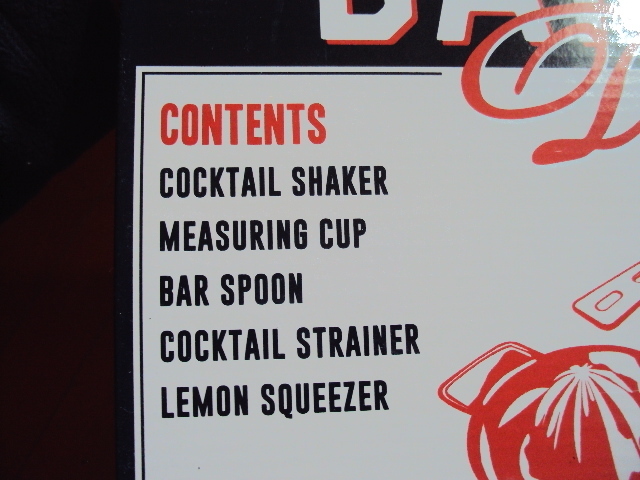 CONTENTS
COCKTAIL SHAKER
MEASURING CUP
BAR SPOON
COCKTAIL STRAINER
LEMON SQUEEZER